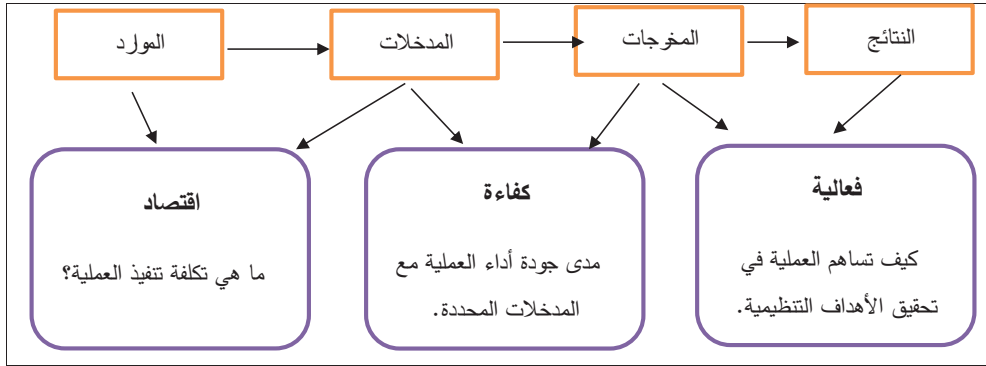 الموارد
المدخلات
المخرجات
النتائج
اقتصاد
ما هي تكلفة تنفيذ العملية؟
كفاءة
مدى جودة أداء العملية مع
المدخلات المحددة.
فعالية
كيف تساهم العملية في
تحقيق الأهداف التنظيمية.